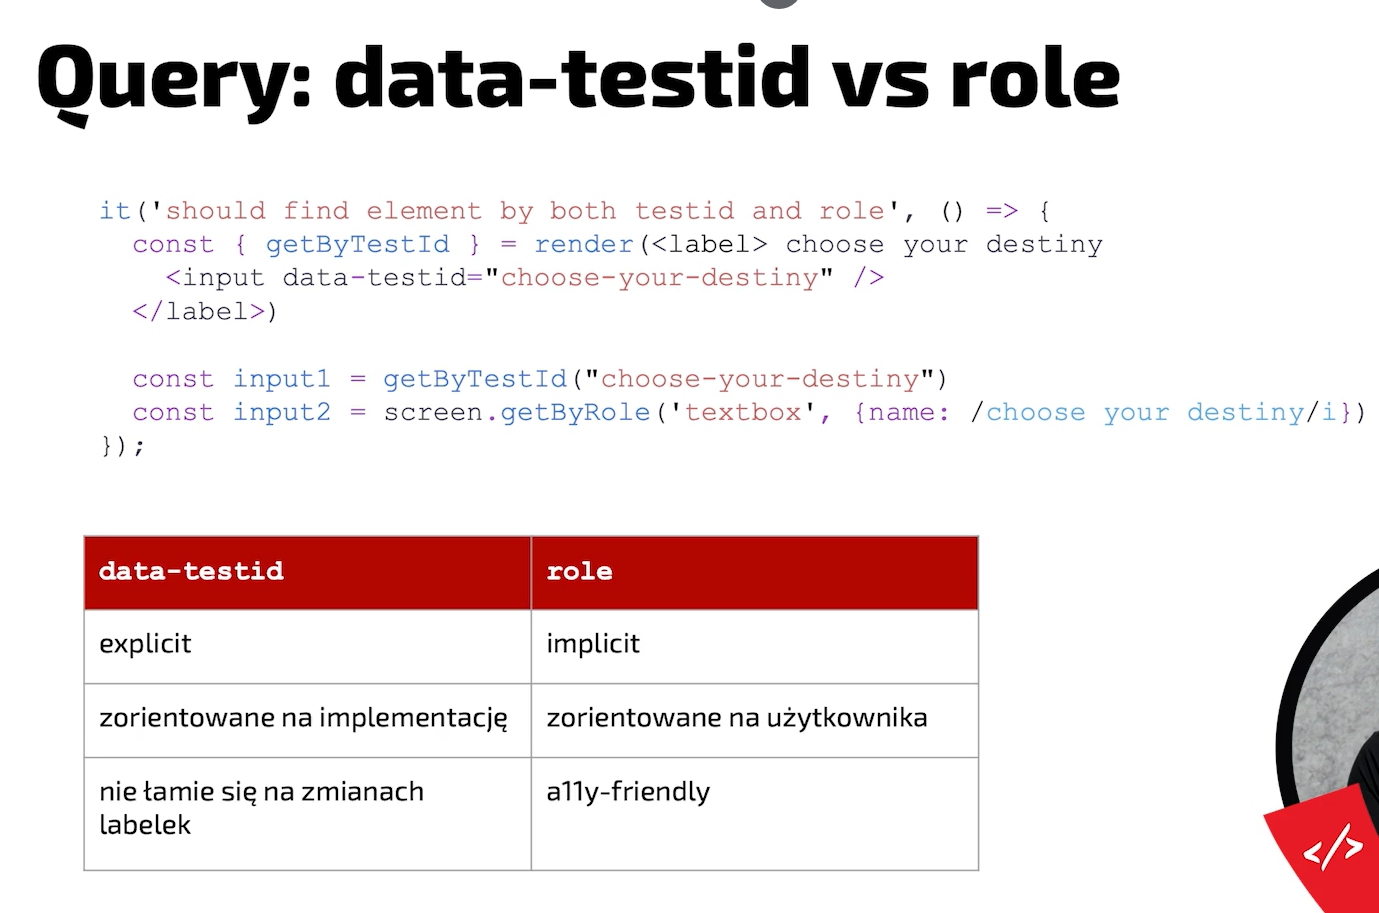 Query: data-testid vs role
it('should find element by both testid and role', () => {
  const { getByTestId } = render(<label> choose your destiny
    <input data-testid="choose-your-destiny" />
  </label>)
  const input1 = getByTestId("choose-your-destiny")
  const input2 = screen.getByRole('textbox', {name: /choose your destiny/i})
});
data-testid
role
explicit
implicit
zorientowane na implementację
zorientowane na użytkownika
nie łamie się na zmianach
labelek
a11y-friendly
</>